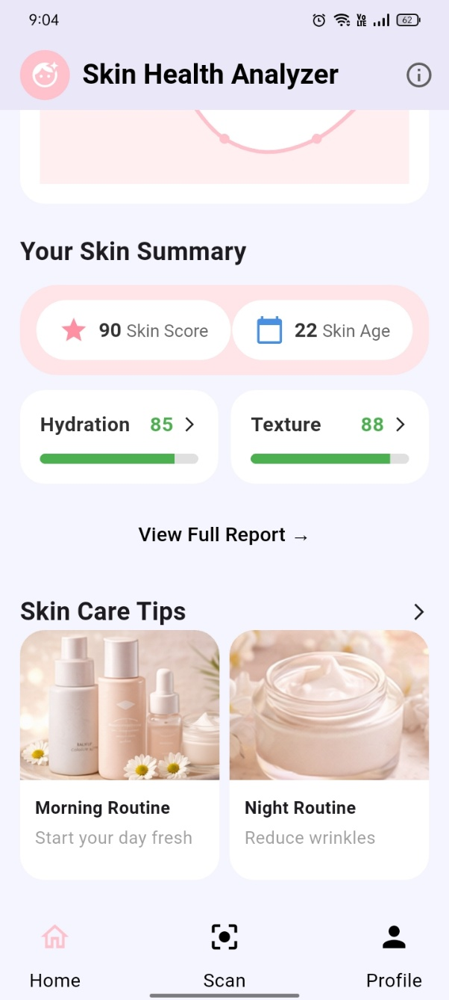 9:04
Vo LTE
62
Skin Health Analyzer
Your Skin Summary
90 Skin Score
22 Skin Age
Hydration 85
Texture 88
View Full Report →
Skin Care Tips
Morning Routine
Start your day fresh
Night Routine
Reduce wrinkles
Home
Scan
Profile